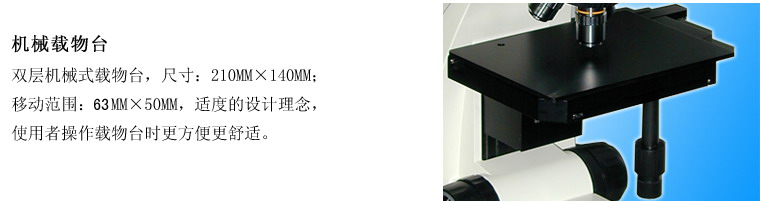 机械载物台
双层机械式载物台，尺寸：210MM×140MM；
移动范围：63MM×50MM，适度的设计理念，
使用者操作载物台时更方便更舒适。